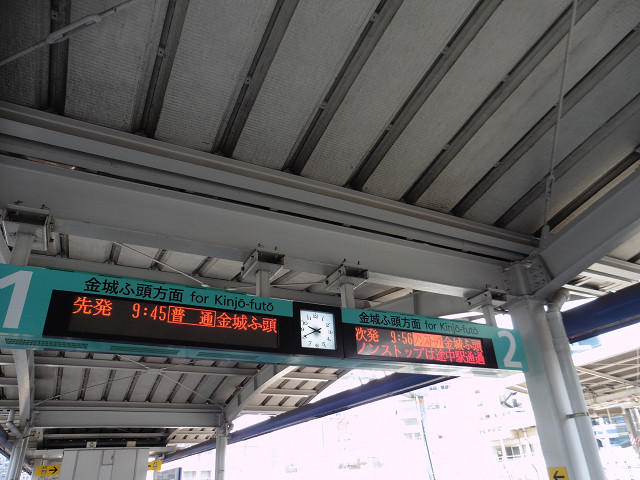 1
金城ふ頭方面 for Kinjō-futō
先発 9:45 普通 金城ふ頭
金城ふ頭方面 for Kinjō-futō
次発 9:56 金城ふ頭
ノンストップは途中駅通過
2